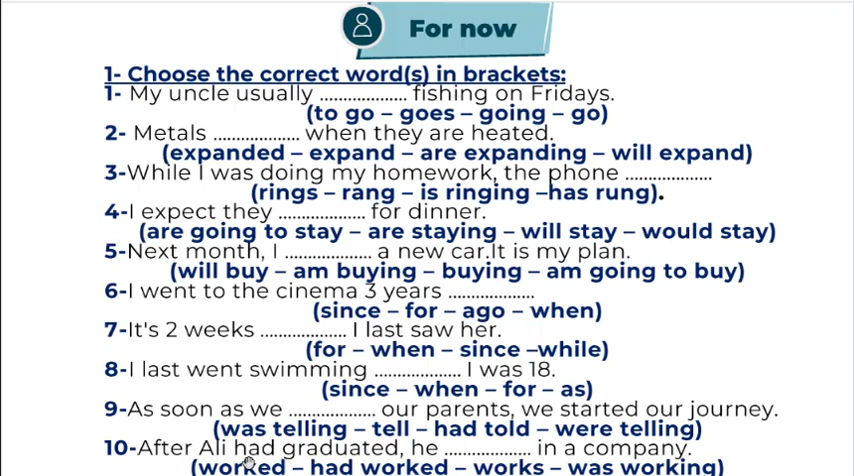 For now
1- Choose the correct word(s) in brackets:
1- My uncle usually ................... fishing on Fridays.
(to go – goes – going – go)
2- Metals ................... when they are heated.
(expanded – expand – are expanding – will expand)
3-While I was doing my homework, the phone ...................
(rings – rang – is ringing –has rung).
4-I expect they ................... for dinner.
(are going to stay – are staying – will stay – would stay)
5-Next month, I ................... a new car.It is my plan.
(will buy – am buying – buying – am going to buy)
6-I went to the cinema 3 years ...................
(since – for – ago – when)
7-It's 2 weeks ................... I last saw her.
(for – when – since –while)
8-I last went swimming ................... I was 18.
(since – when – for – as)
9-As soon as we ................... our parents, we started our journey.
(was telling – tell – had told – were telling)
10-After Ali had graduated, he ................... in a company.
(worked – had worked – works – was working)